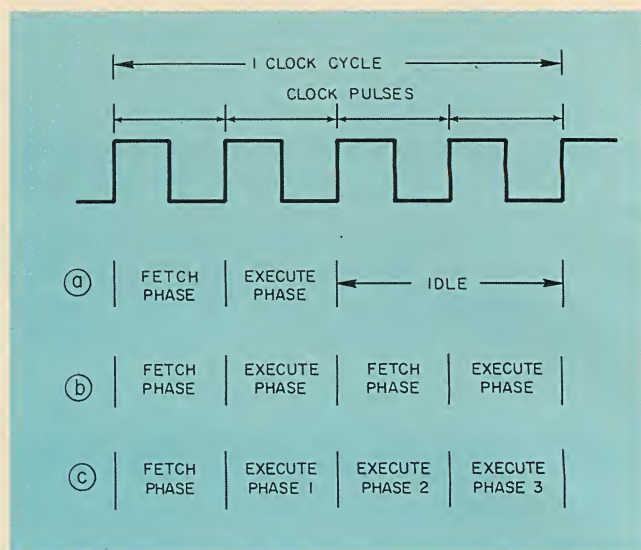 1 CLOCK CYCLE
CLOCK PULSES
a FETCH PHASE EXECUTE PHASE IDLE
b FETCH PHASE EXECUTE PHASE FETCH PHASE EXECUTE PHASE
c FETCH PHASE EXECUTE PHASE 1 EXECUTE PHASE 2 EXECUTE PHASE 3